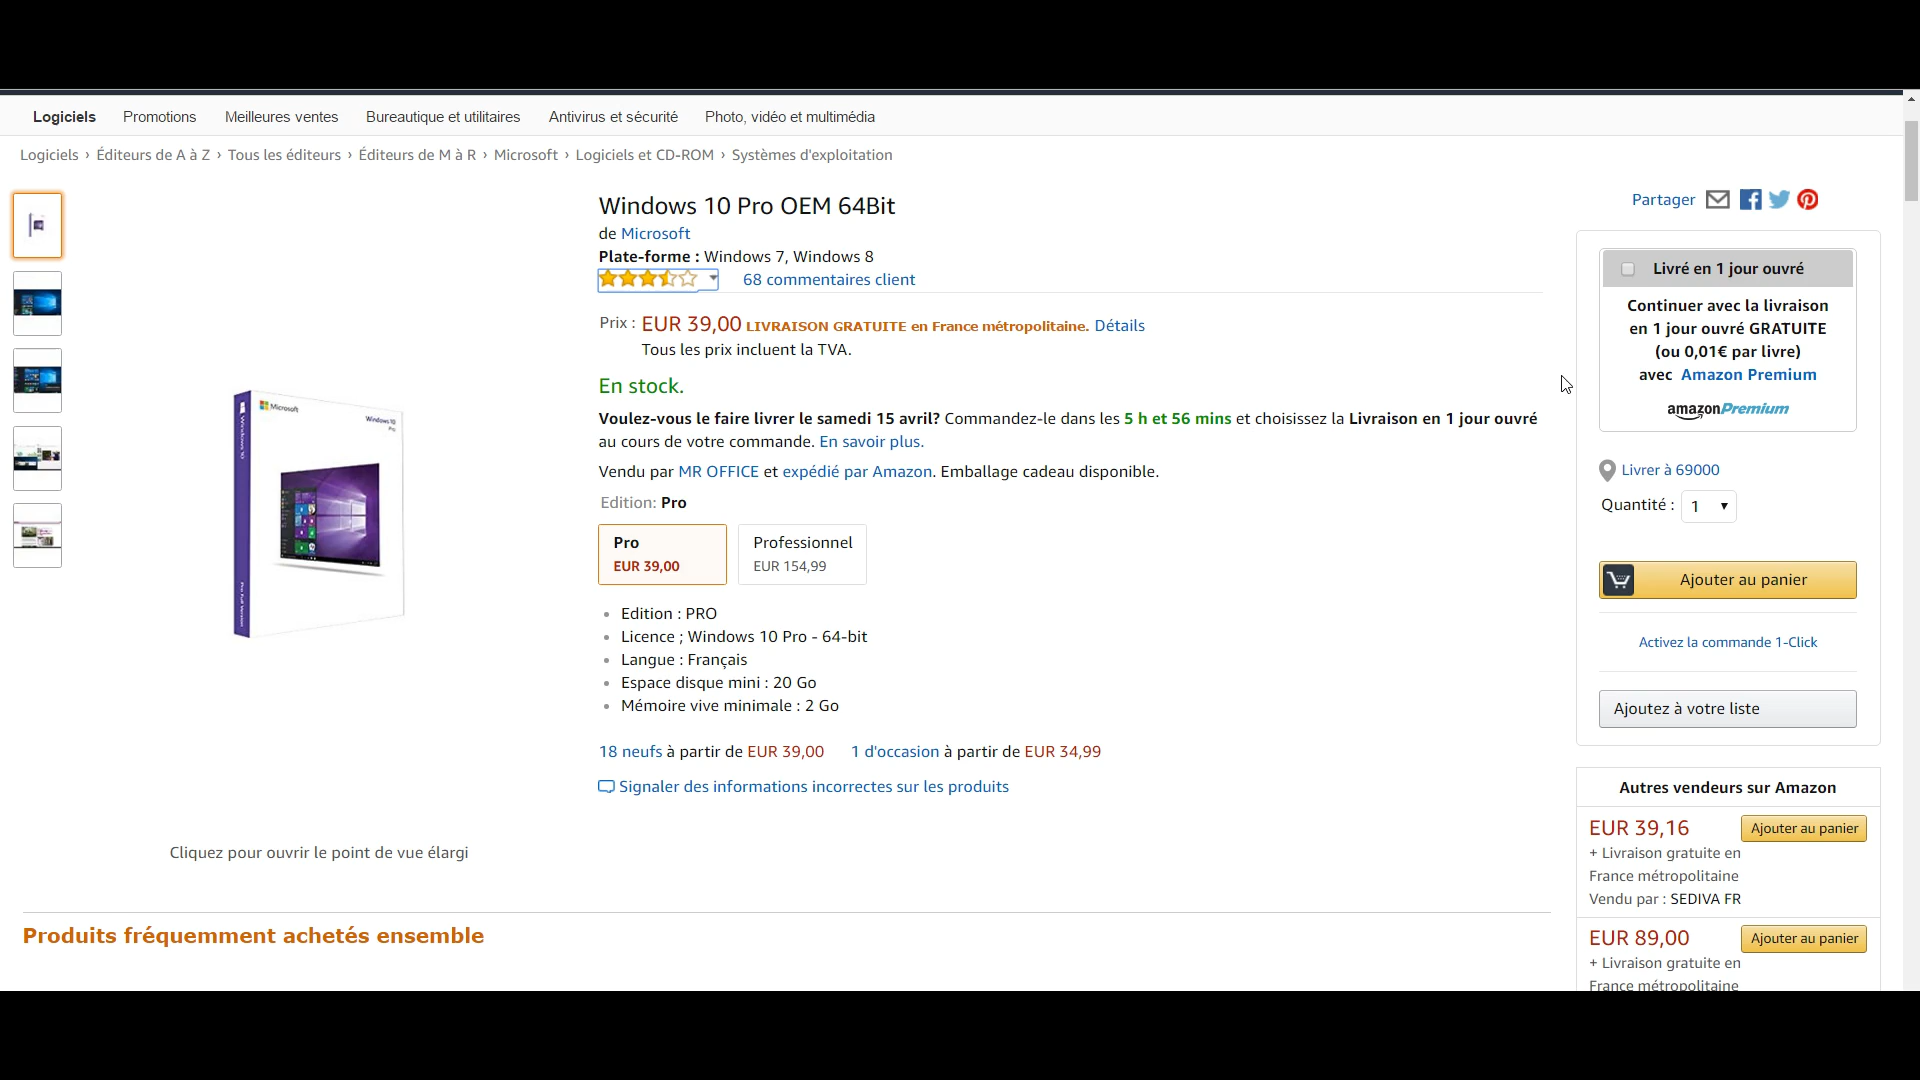 Logiciels Promotions Meilleures ventes Bureautique et utilitaires Antivirus et sécurité Photo, vidéo et multimédia
Logiciels › Éditeurs de A à Z › Tous les éditeurs › Éditeurs de M à R › Microsoft › Logiciels et CD-ROM › Systèmes d'exploitation
Microsoft
Windows 10
Pro
Windows 10
Cliquez pour ouvrir le point de vue élargi
Windows 10 Pro OEM 64Bit
de Microsoft
Plate-forme : Windows 7, Windows 8
68 commentaires client
Prix : EUR 39,00 LIVRAISON GRATUITE en France métropolitaine. Détails
Tous les prix incluent la TVA.
En stock.
Voulez-vous le faire livrer le samedi 15 avril? Commandez-le dans les 5 h et 56 mins et choisissez la Livraison en 1 jour ouvré
au cours de votre commande. En savoir plus.
Vendu par MR OFFICE et expédié par Amazon. Emballage cadeau disponible.
Edition: Pro
Pro
EUR 39,00
Professionnel
EUR 154,99
Edition : PRO
Licence ; Windows 10 Pro - 64-bit
Langue : Français
Espace disque mini : 20 Go
Mémoire vive minimale : 2 Go
18 neufs à partir de EUR 39,00 1 d'occasion à partir de EUR 34,99
Signaler des informations incorrectes sur les produits
Partager
Livré en 1 jour ouvré
Continuer avec la livraison
en 1 jour ouvré GRATUITE
(ou 0,01€ par livre)
avec Amazon Premium
amazonPremium
Livrer à 69000
Quantité : 1
Ajouter au panier
Activez la commande 1-Click
Ajoutez à votre liste
Autres vendeurs sur Amazon
EUR 39,16 Ajouter au panier
+ Livraison gratuite en
France métropolitaine
Vendu par : SEDIVA FR
EUR 89,00 Ajouter au panier
+ Livraison gratuite en
France métropolitaine
Produits fréquemment achetés ensemble